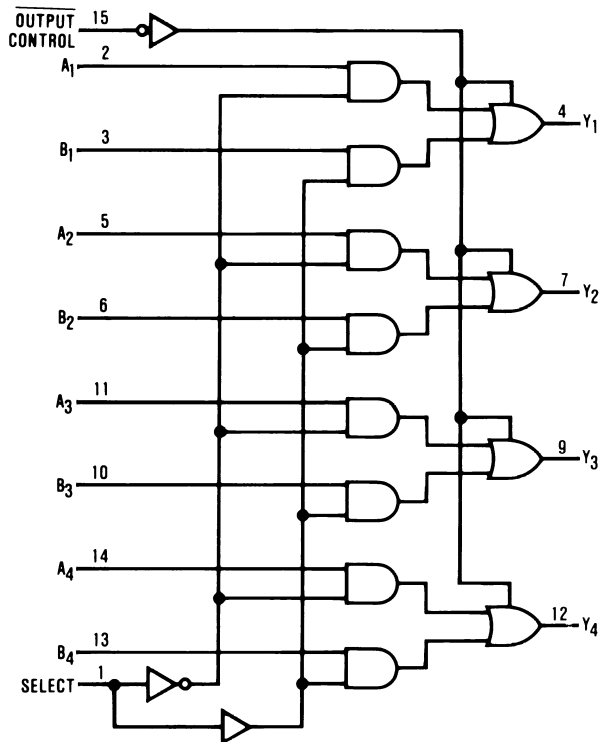 OUTPUT CONTROL 15
A1 2
4 Y1
B1 3
A2 5
7 Y2
B2 6
A3 11
9 Y3
B3 10
A4 14
12 Y4
B4 13
SELECT 1